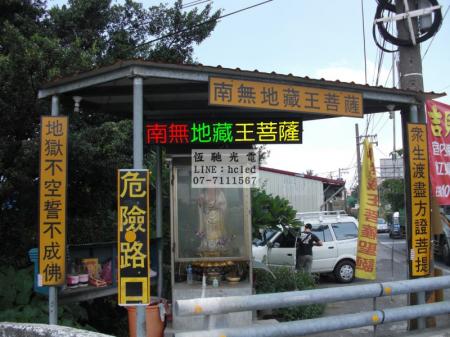 南無地藏王菩薩
南無地藏王菩薩
恆馳光電
LINE：hcled
07-7111567
地獄不空誓不成佛
危險路口
眾生渡盡方證菩提